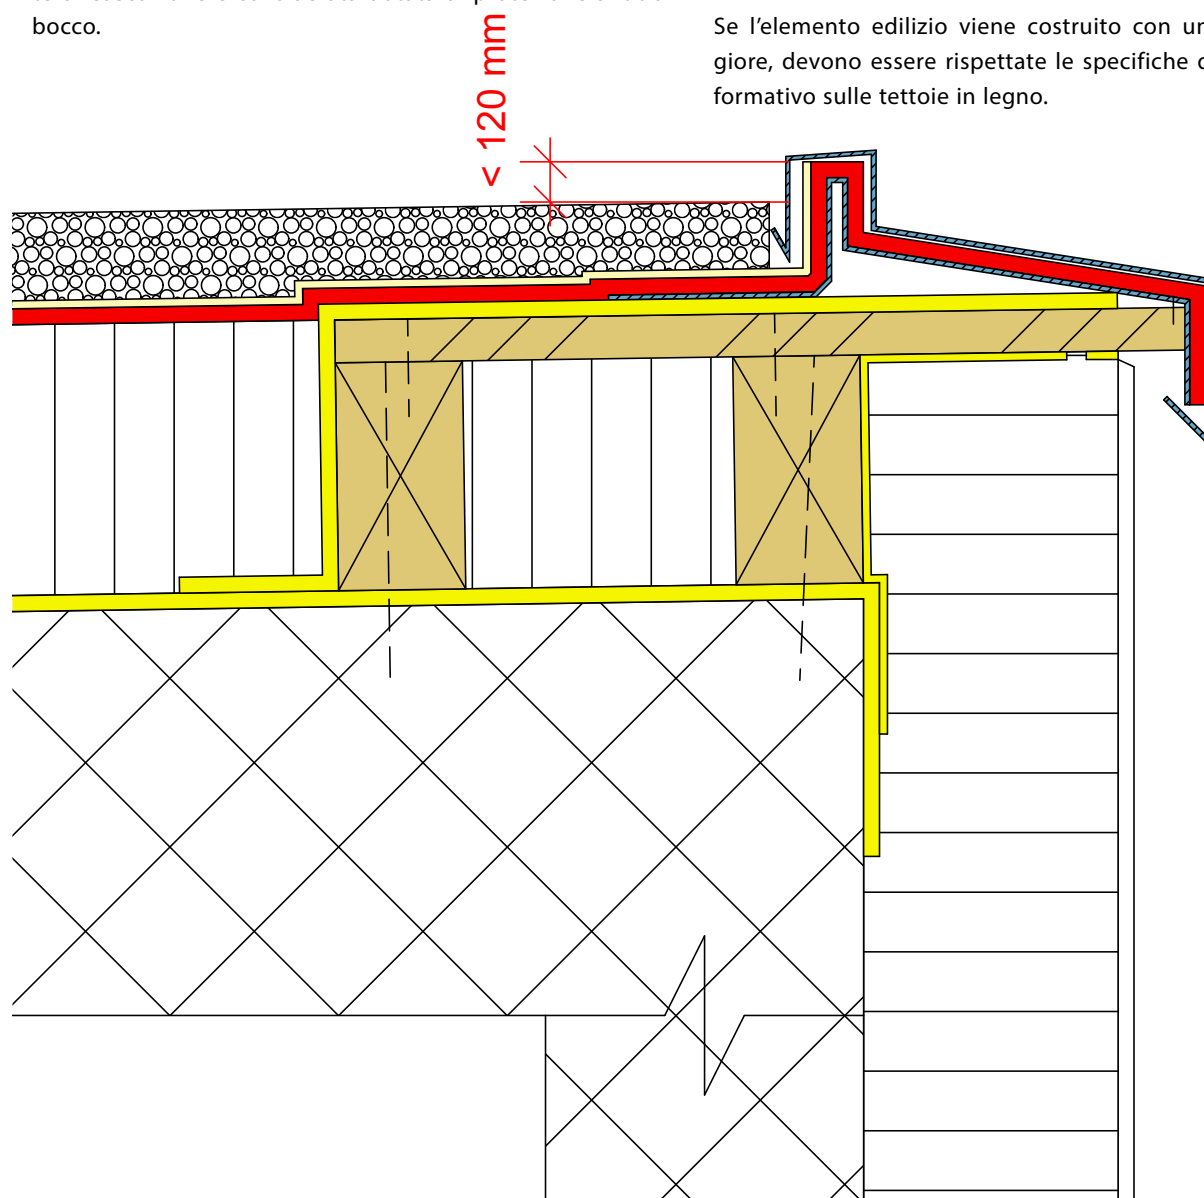 bocco.
Se l’elemento edilizio viene costruito con un
giore, devono essere rispettate le specifiche
formativo sulle tettoie in legno.
< 120 mm